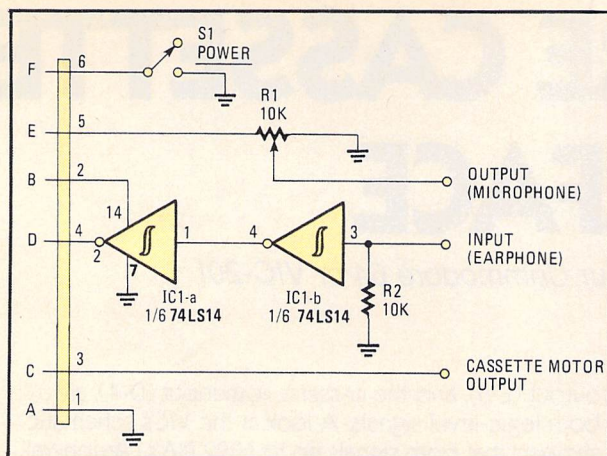 CASSETT
S1
POWER
F 6
R1
10K
E 5
B 2
OUTPUT
(MICROPHONE)
14
D 4
2
1
4
3
INPUT
(EARPHONE)
7
IC1-a
1/6 74LS14
IC1-b
1/6 74LS14
R2
10K
C 3
CASSETTE MOTOR
OUTPUT
A 1